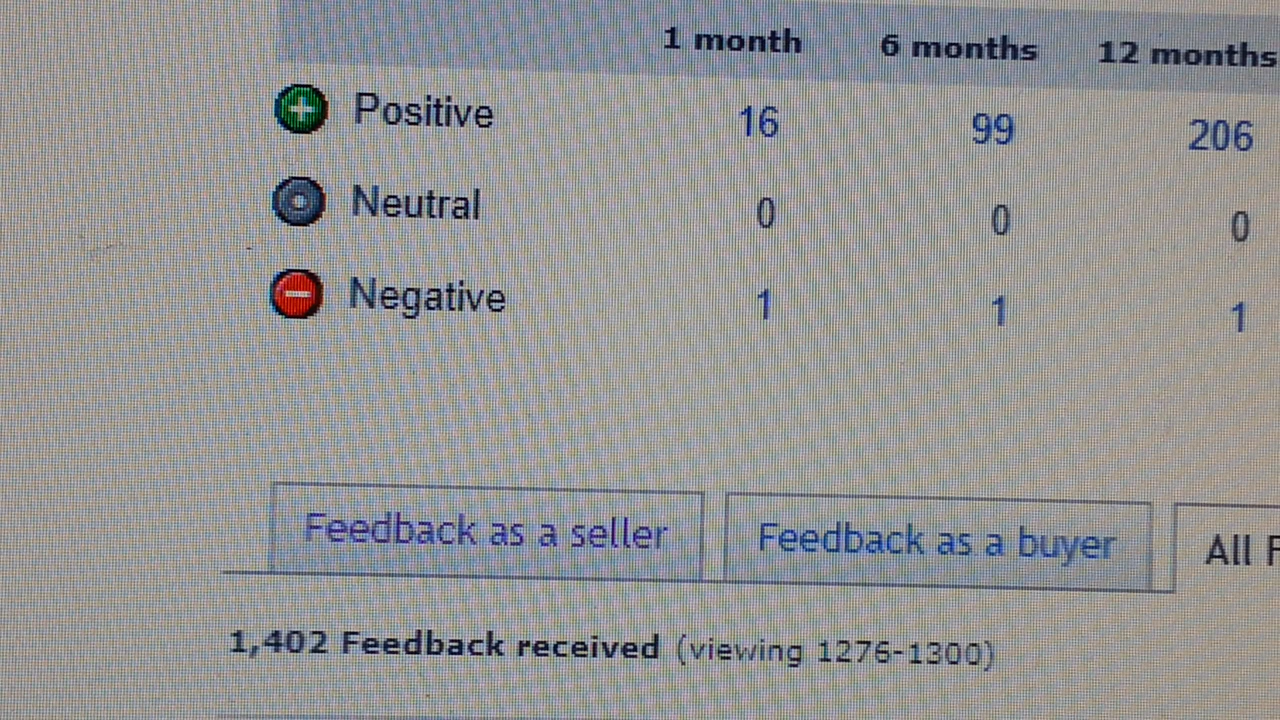 1 month 6 months 12 months
Positive 16 99 206
Neutral 0 0 0
Negative 1 1 1
Feedback as a seller Feedback as a buyer All F
1,402 Feedback received (viewing 1276-1300)